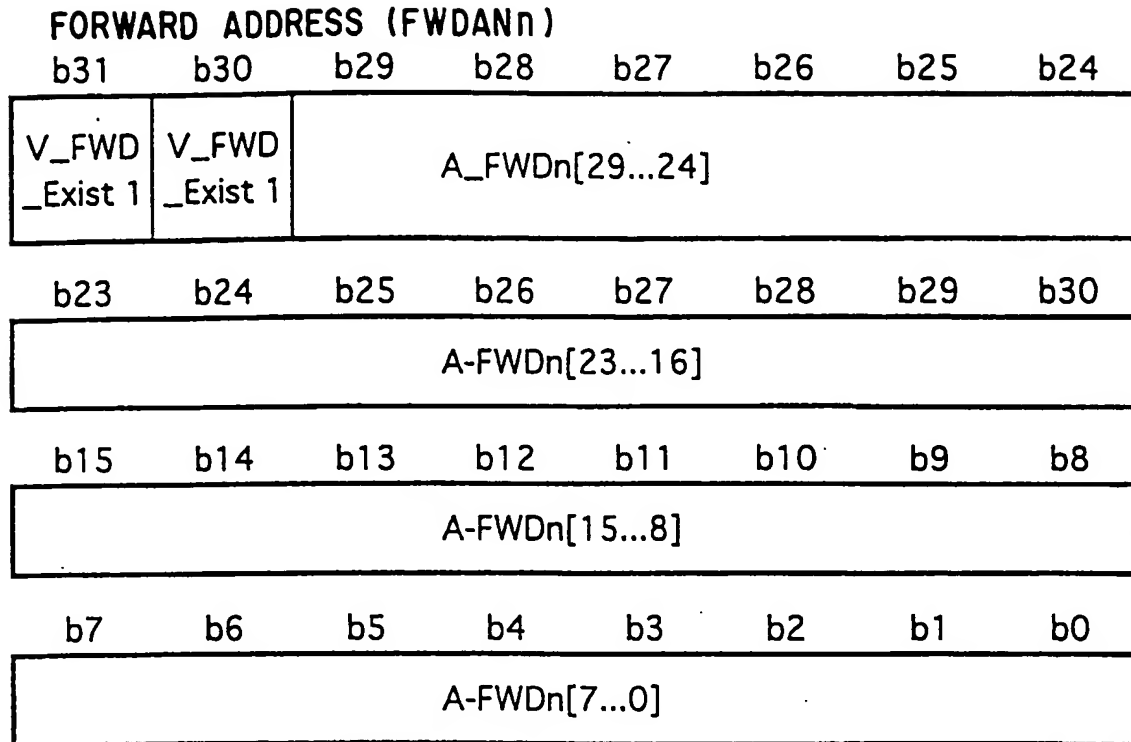 FORWARD ADDRESS (FWDANn)
b31 b30 b29 b28 b27 b26 b25 b24
V_FWD V_FWD A_FWDn[29...24]
_Exist 1 _Exist 1
b23 b24 b25 b26 b27 b28 b29 b30
A-FWDn[23...16]
b15 b14 b13 b12 b11 b10 b9 b8
A-FWDn[15...8]
b7 b6 b5 b4 b3 b2 b1 b0
A-FWDn[7...0]